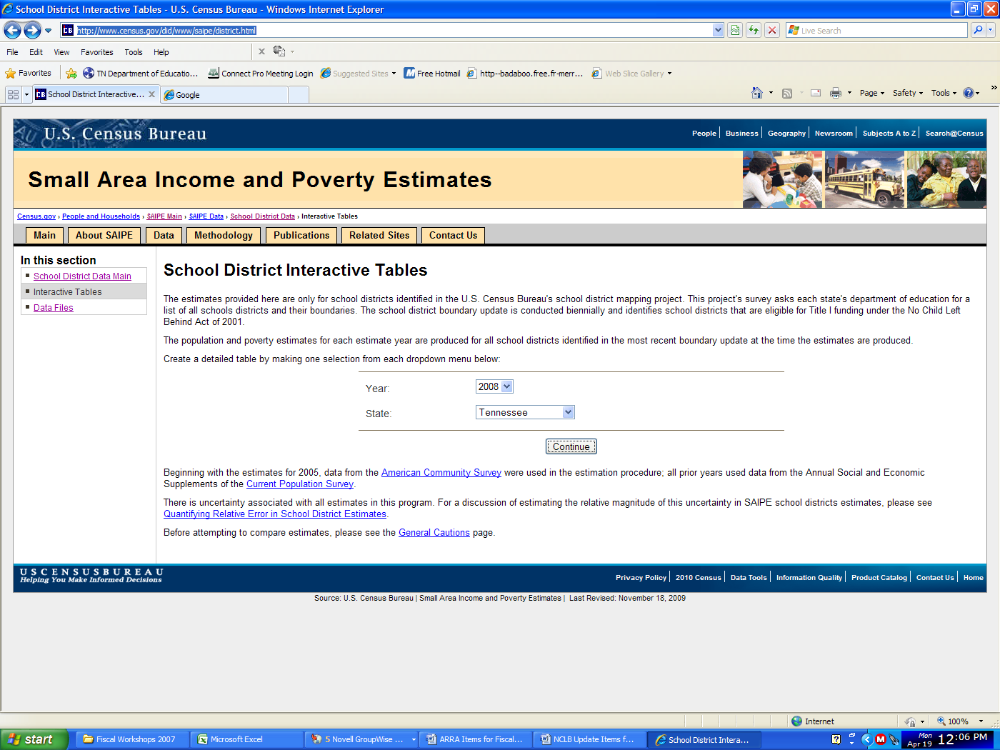 School District Interactive Tables - U.S. Census Bureau - Windows Internet Explorer
http://www.census.gov/did/www/saipe/district.html
Live Search
File Edit View Favorites Tools Help
Favorites TN Department of Educatio... Connect Pro Meeting Login Suggested Sites Free Hotmail http--badaboo.free.fr-merr... Web Slice Gallery
School District Interactive... Google Page Safety Tools
U.S. Census Bureau
People Business Geography Newsroom Subjects A to Z Search@Census
Small Area Income and Poverty Estimates
Census.gov › People and Households › SAIPE Main › SAIPE Data › School District Data › Interactive Tables
Main About SAIPE Data Methodology Publications Related Sites Contact Us
In this section
School District Data Main
Interactive Tables
Data Files
School District Interactive Tables
The estimates provided here are only for school districts identified in the U.S. Census Bureau's school district mapping project. This project's survey asks each state's department of education for a
list of all schools districts and their boundaries. The school district boundary update is conducted biennially and identifies school districts that are eligible for Title I funding under the No Child Left
Behind Act of 2001.
The population and poverty estimates for each estimate year are produced for all school districts identified in the most recent boundary update at the time the estimates are produced.
Create a detailed table by making one selection from each dropdown menu below:
Year: 2008
State: Tennessee
Continue
Beginning with the estimates for 2005, data from the American Community Survey were used in the estimation procedure; all prior years used data from the Annual Social and Economic
Supplements of the Current Population Survey.
There is uncertainty associated with all estimates in this program. For a discussion of estimating the relative magnitude of this uncertainty in SAIPE school districts estimates, please see
Quantifying Relative Error in School District Estimates.
Before attempting to compare estimates, please see the General Cautions page.
USCENSUSBUREAU
Helping You Make Informed Decisions
Privacy Policy 2010 Census Data Tools Information Quality Product Catalog Contact Us Home
Source: U.S. Census Bureau | Small Area Income and Poverty Estimates | Last Revised: November 18, 2009
Internet 100%
start Fiscal Workshops 2007 Microsoft Excel 5 Novell GroupWise ... ARRA Items for Fiscal... NCLB Update Items f... School District Intera... Mon Apr 19 12:06 PM